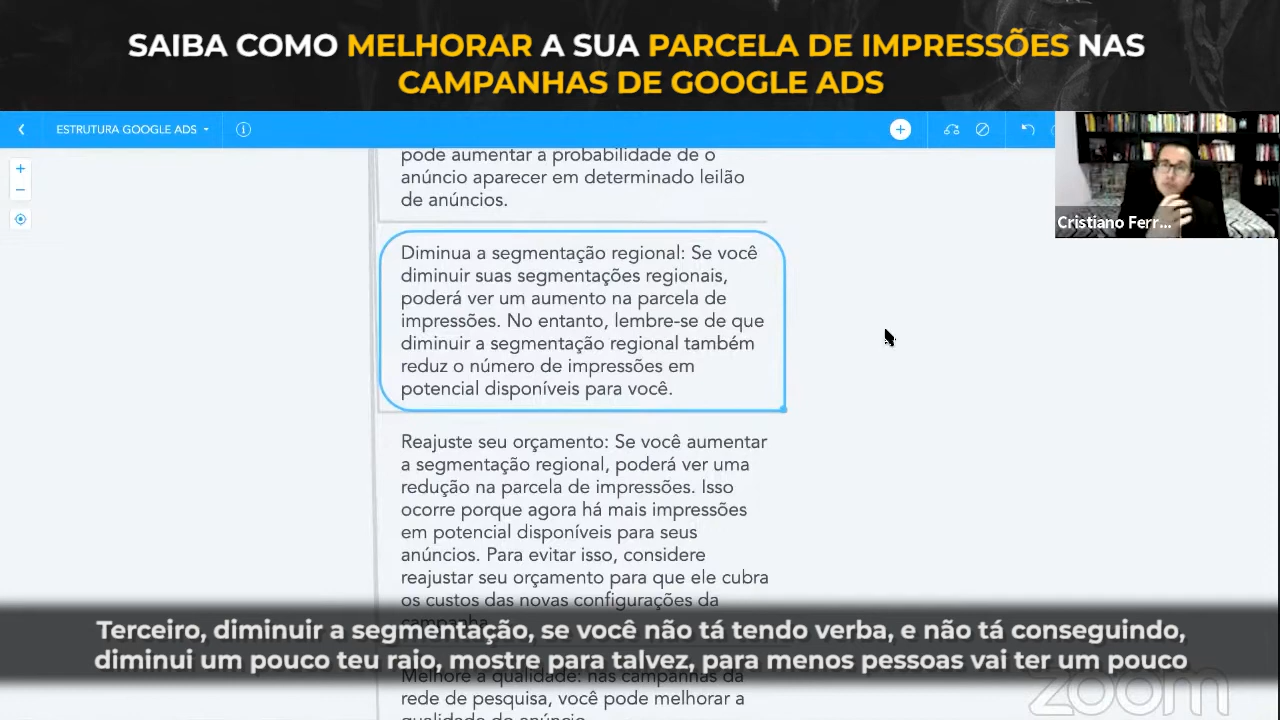 SAIBA COMO MELHORAR A SUA PARCELA DE IMPRESSÕES NAS
CAMPANHAS DE GOOGLE ADS
ESTRUTURA GOOGLE ADS
pode aumentar a probabilidade de o
anúncio aparecer em determinado leilão
de anúncios.
Cristiano Ferr...
Diminua a segmentação regional: Se você
diminuir suas segmentações regionais,
poderá ver um aumento na parcela de
impressões. No entanto, lembre-se de que
diminuir a segmentação regional também
reduz o número de impressões em
potencial disponíveis para você.
Reajuste seu orçamento: Se você aumentar
a segmentação regional, poderá ver uma
redução na parcela de impressões. Isso
ocorre porque agora há mais impressões
em potencial disponíveis para seus
anúncios. Para evitar isso, considere
reajustar seu orçamento para que ele cubra
os custos das novas configurações da
campanha.
Terceiro, diminuir a segmentação, se você não tá tendo verba, e não tá conseguindo,
diminui um pouco teu raio, mostre para talvez, para menos pessoas vai ter um pouco
Melhore a qualidade: nas campanhas da
rede de pesquisa, você pode melhorar a
qualidade do anúncio
zoom